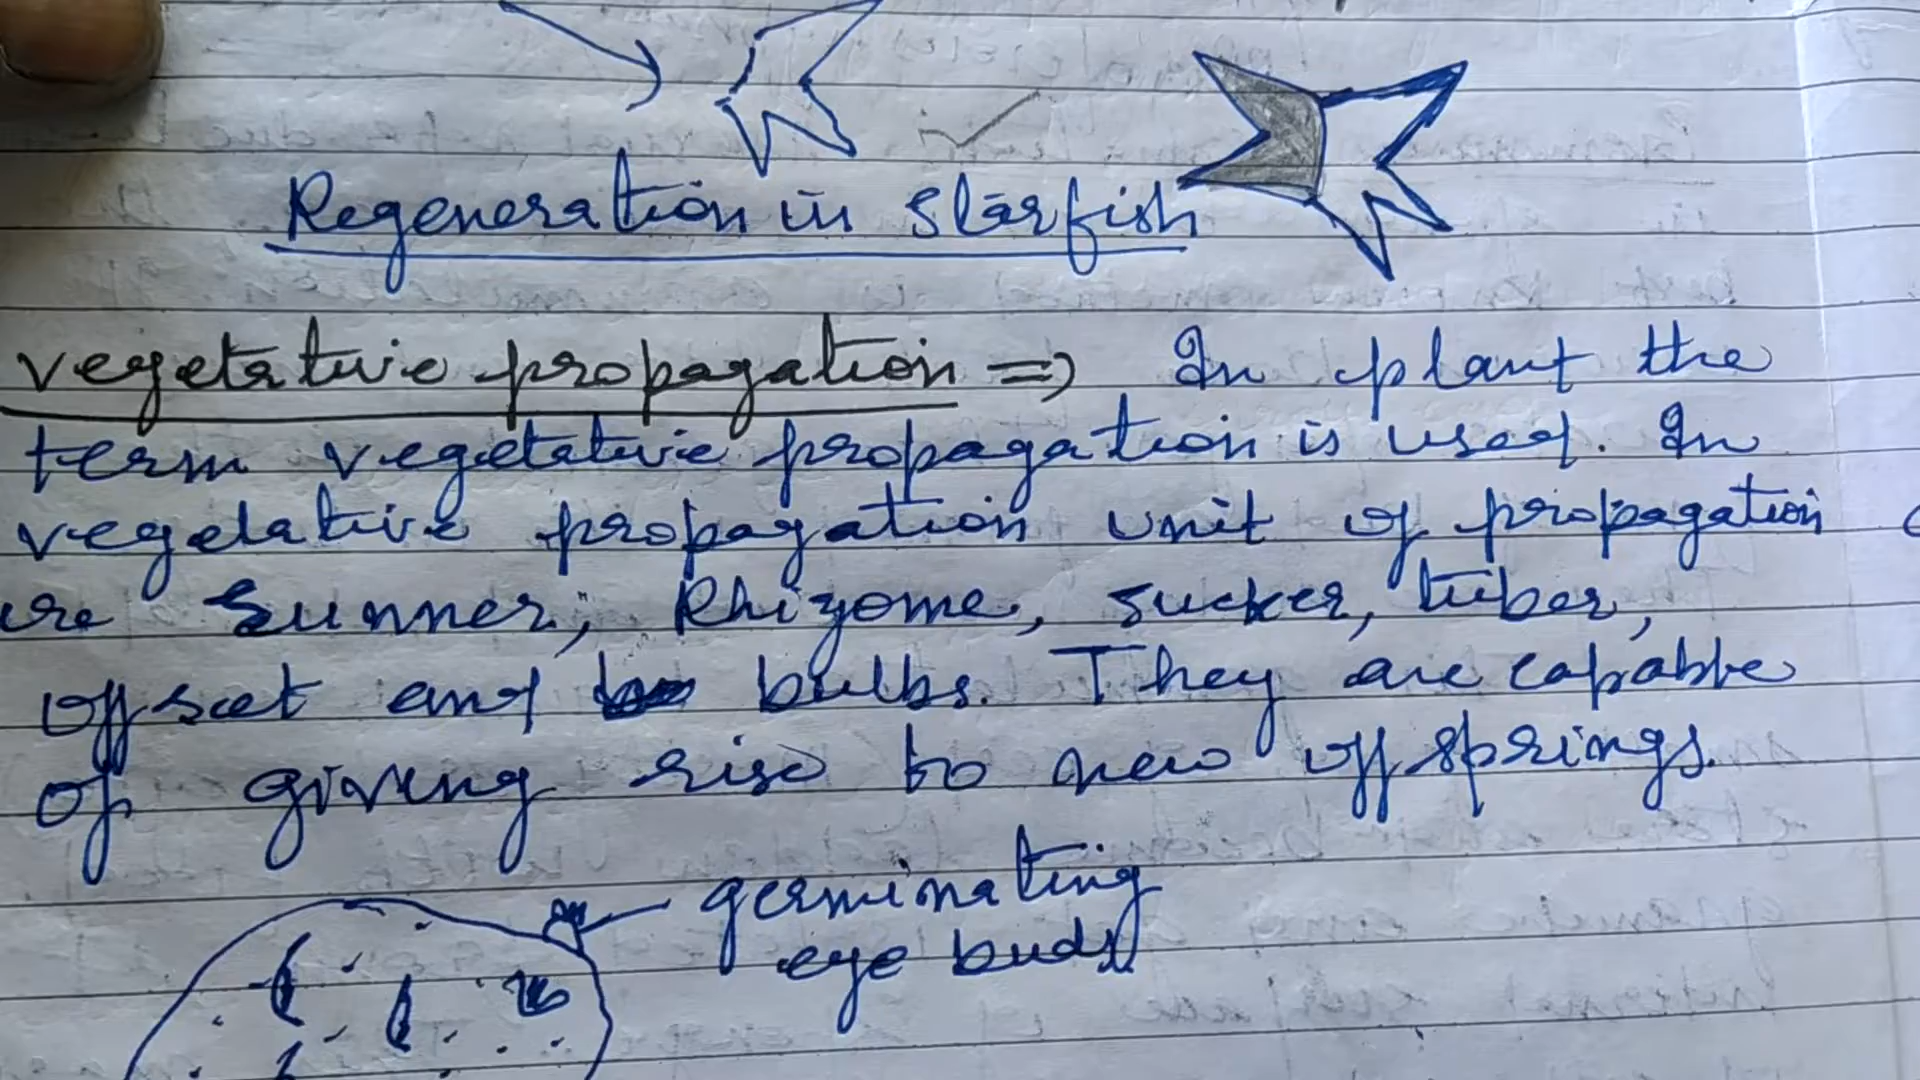 Regeneration in Starfish
vegetative propagation => In plant the
term vegetative propagation is used. In
vegetative propagation unit of propagation
are Sunner, Rhizome, sucker, tuber,
offset and bulbs. They are capable
of giving rise to new offsprings.
germinating
eye buds